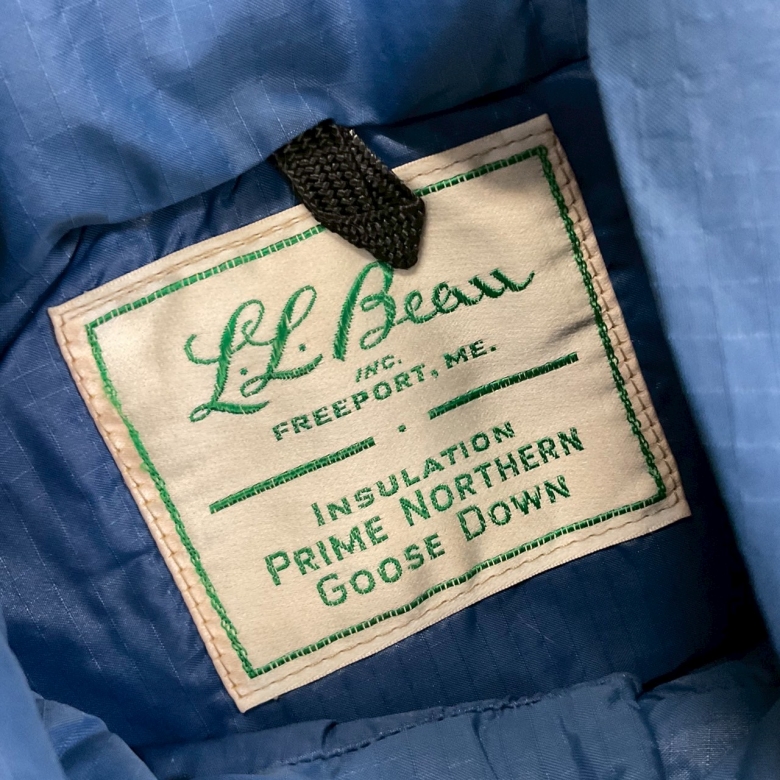 L.L. Bean
INC.
FREEPORT, ME.
INSULATION
PRIME NORTHERN
GOOSE DOWN